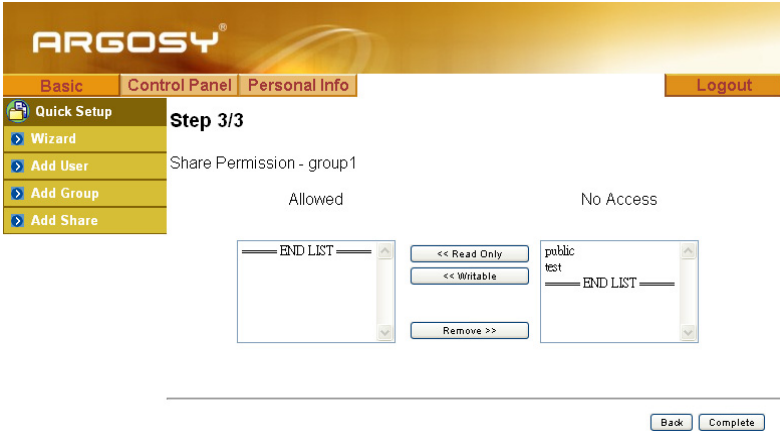 ARGOSY®
Basic Control Panel Personal Info Logout
Quick Setup
Wizard
Add User
Add Group
Add Share
Step 3/3
Share Permission - group1
Allowed No Access
END LIST
<< Read Only
<< Writable
Remove >>
public
test
END LIST
Back Complete